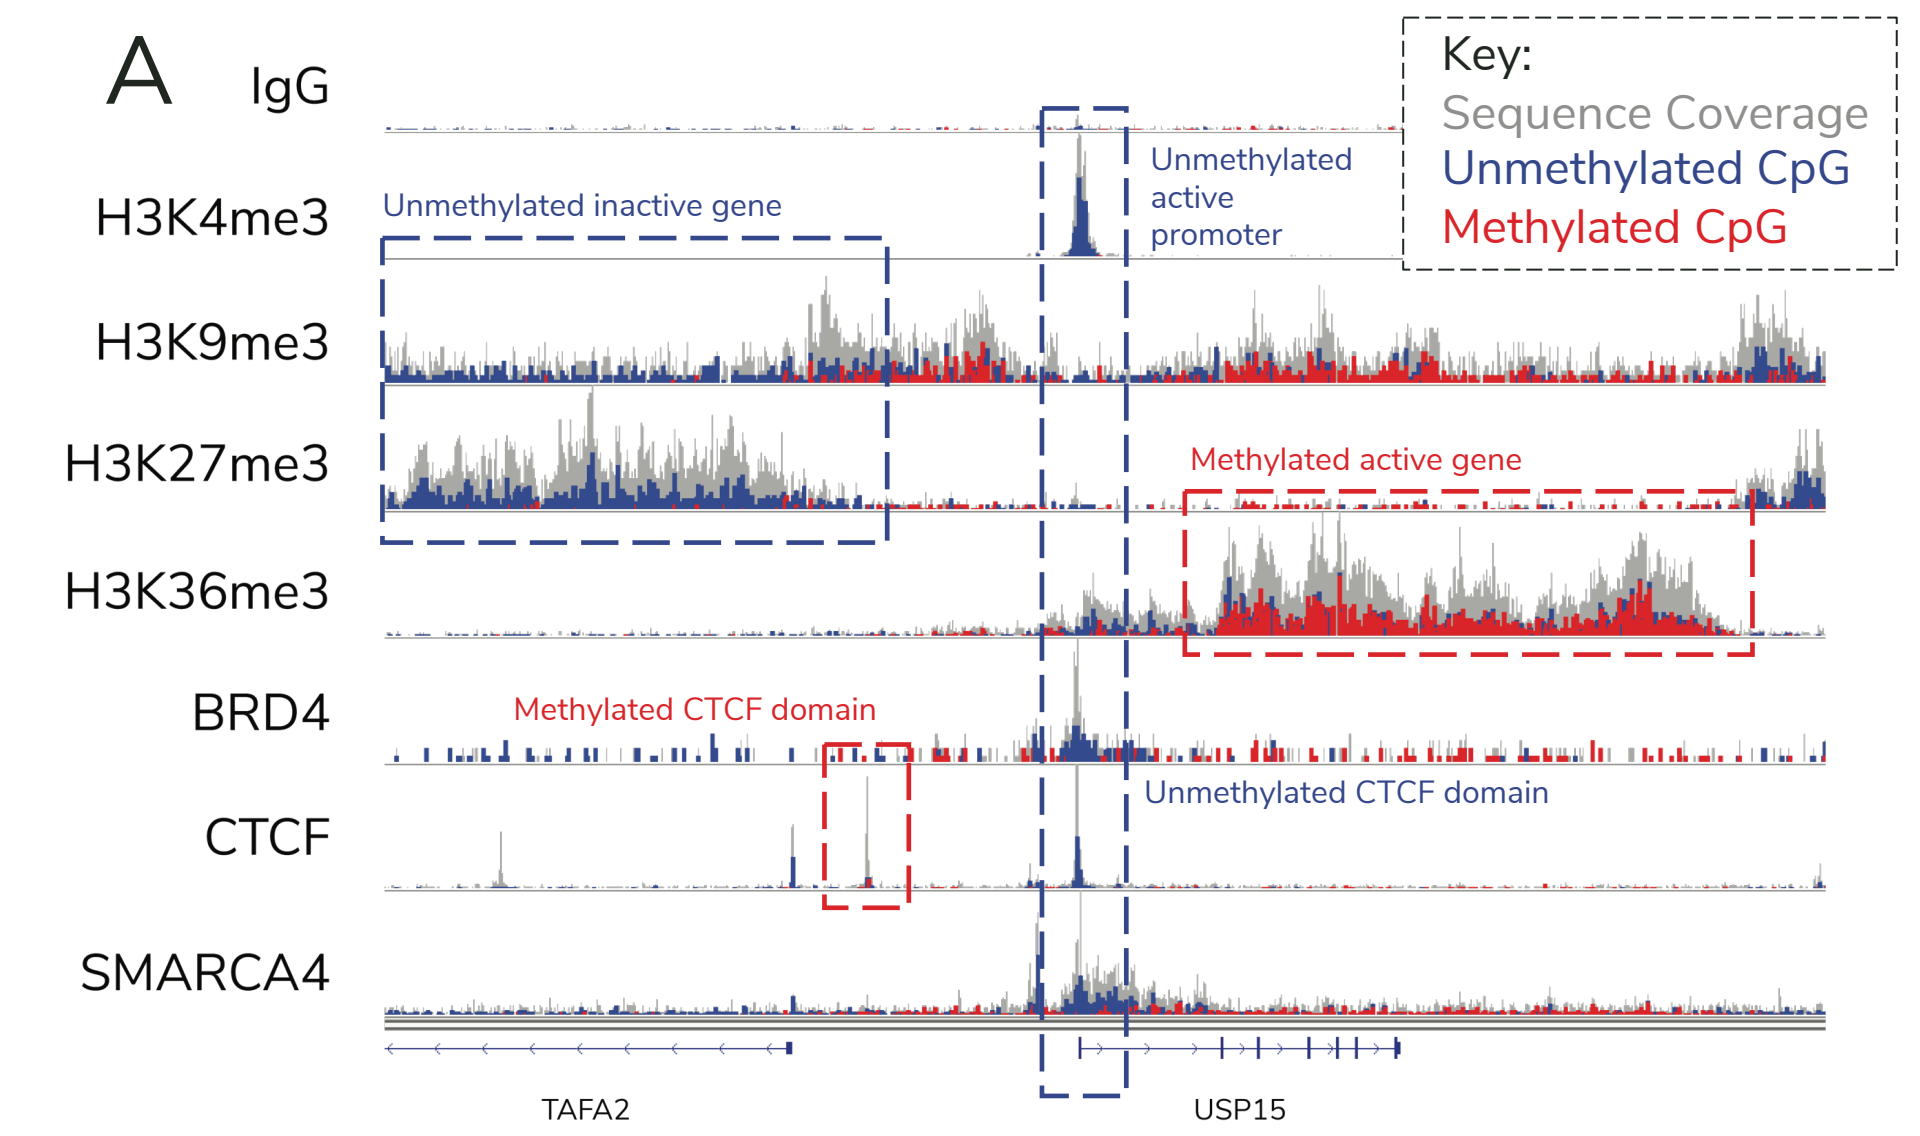 A
IgG
Key:
Sequence Coverage
Unmethylated CpG
Methylated CpG
Unmethylated
active
promoter
H3K4me3
Unmethylated inactive gene
H3K9me3
H3K27me3
Methylated active gene
H3K36me3
BRD4
Methylated CTCF domain
Unmethylated CTCF domain
CTCF
SMARCA4
TAFA2
USP15